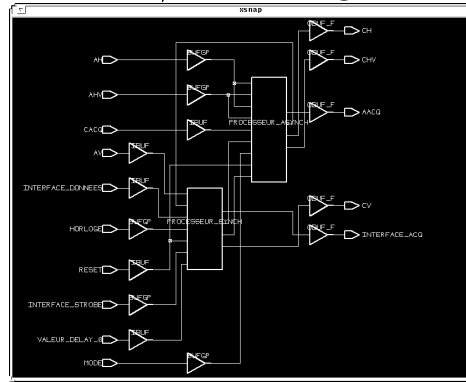 xsnap
OBUF_F
CH
AH
BUFGP
OBUF_F
CHV
AHV
BUFGP
OBUF_F
AACQ
CACQ
IBUF
PROCESSEUR_ASYNCH
AV
IBUF
INTERFACE_DONNEES
IBUF
OBUF_F
CV
PROCESSEUR_SYNCH
HORLOGE
BUFGP
OBUF_F
INTERFACE_ACQ
RESET
IBUF
INTERFACE_STROBE
BUFGP
VALEUR_DELAY_0
IBUF
MODE
BUFGP